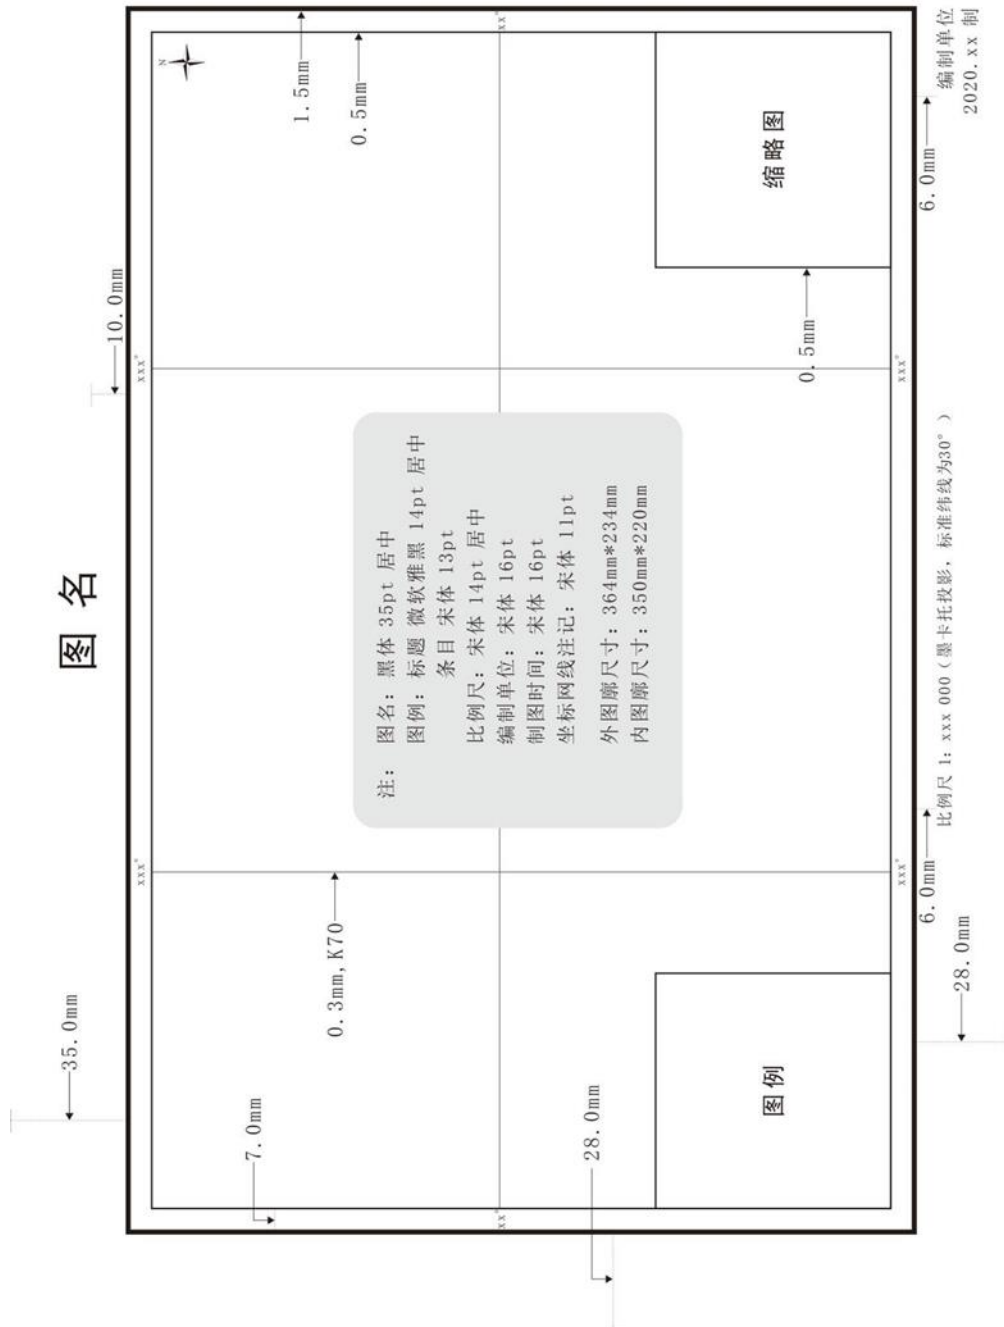 图 名
35.0mm
10.0mm
xxx°
xxx°
N
1.5mm
0.5mm
7.0mm
0.3mm,K70
xx°
xx°
注： 图名：黑体 35pt 居中
图例：标题 微软雅黑 14pt 居中
条目 宋体 13pt
比例尺：宋体 14pt 居中
编制单位：宋体 16pt
制图时间：宋体 16pt
坐标网线注记：宋体 11pt
外图廓尺寸：364mm*234mm
内图廓尺寸：350mm*220mm
28.0mm
图例
缩略图
0.5mm
xxx°
xxx°
6.0mm
6.0mm
28.0mm
比例尺 1：xxx 000（墨卡托投影，标准纬线为30°）
编制单位
2020.xx 制